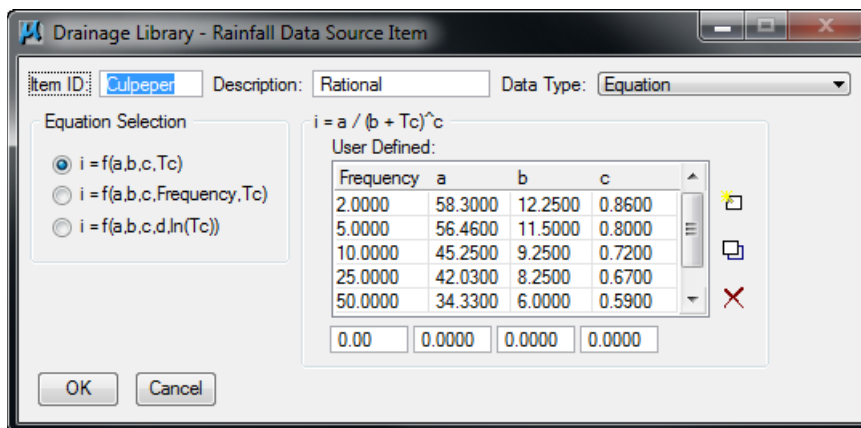 Drainage Library - Rainfall Data Source Item
Item ID: Culpeper Description: Rational Data Type: Equation
Equation Selection
i = f(a,b,c,Tc)
i = f(a,b,c,Frequency,Tc)
i = f(a,b,c,d,ln(Tc))
i = a / (b + Tc)^c
User Defined:
Frequency a b c
2.0000 58.3000 12.2500 0.8600
5.0000 56.4600 11.5000 0.8000
10.0000 45.2500 9.2500 0.7200
25.0000 42.0300 8.2500 0.6700
50.0000 34.3300 6.0000 0.5900
0.00 0.0000 0.0000 0.0000
OK Cancel